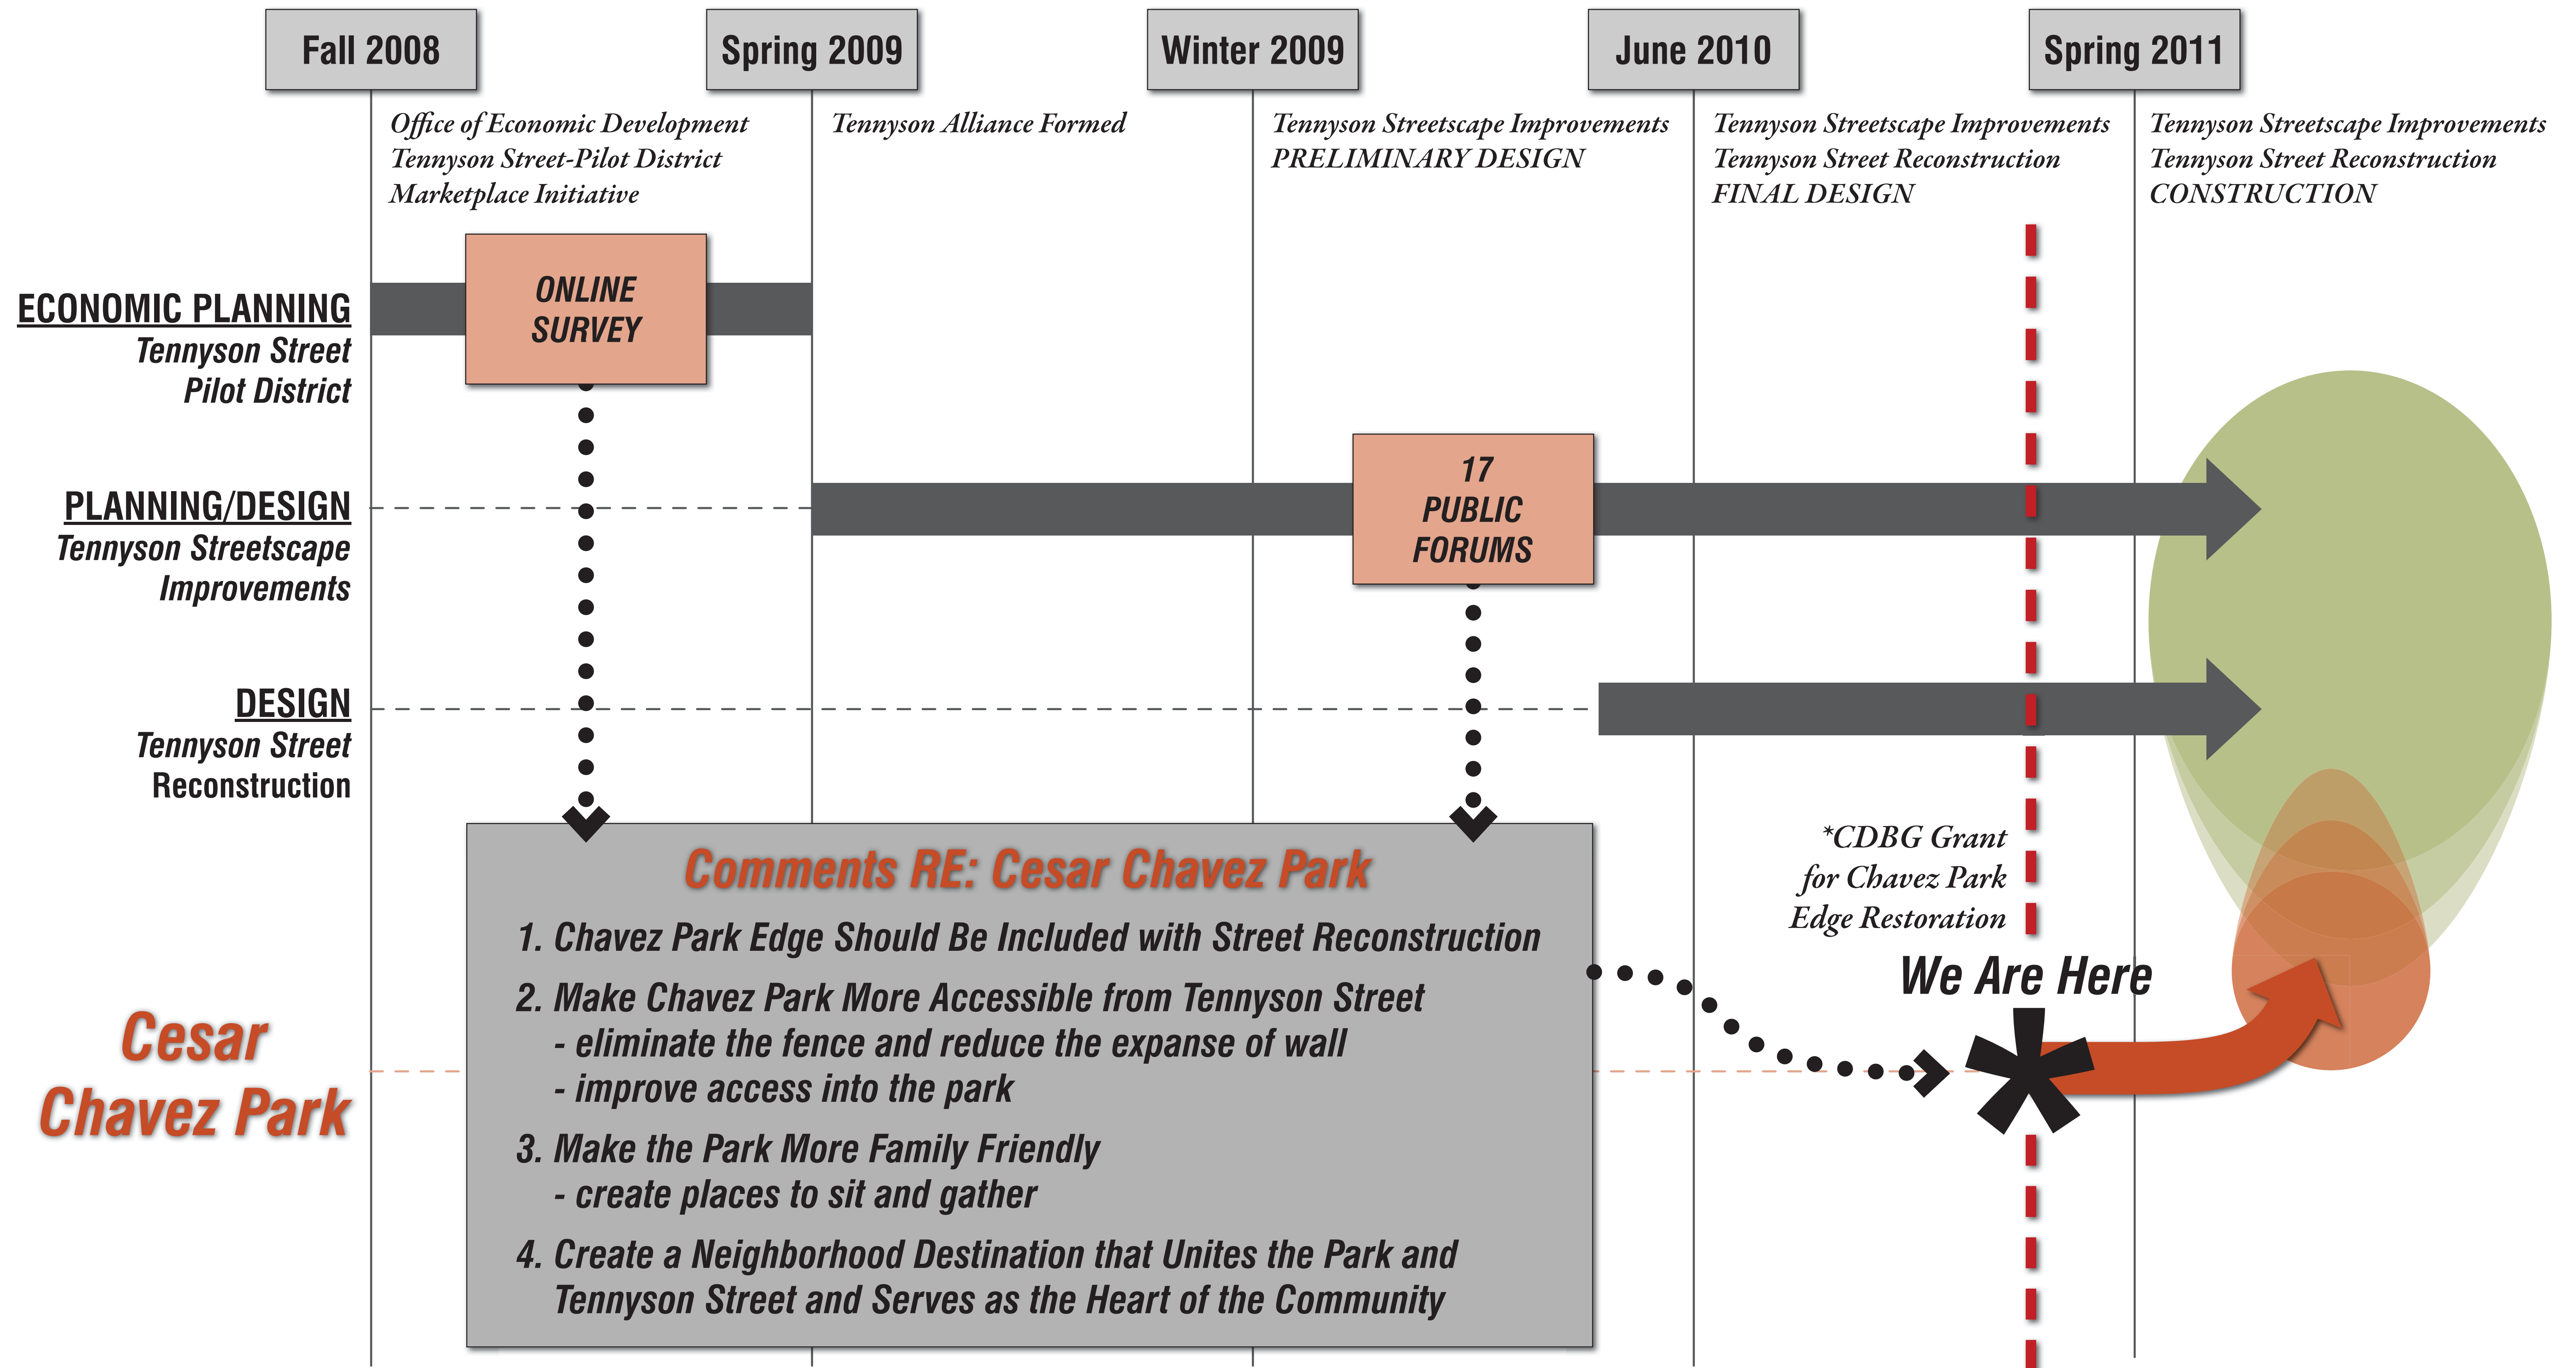 Fall 2008
Spring 2009
Winter 2009
June 2010
Spring 2011
Office of Economic Development
Tennyson Street-Pilot District
Marketplace Initiative
Tennyson Alliance Formed
Tennyson Streetscape Improvements
PRELIMINARY DESIGN
Tennyson Streetscape Improvements
Tennyson Street Reconstruction
FINAL DESIGN
Tennyson Streetscape Improvements
Tennyson Street Reconstruction
CONSTRUCTION
ECONOMIC PLANNING
Tennyson Street
Pilot District
ONLINE
SURVEY
PLANNING/DESIGN
Tennyson Streetscape
Improvements
17
PUBLIC
FORUMS
DESIGN
Tennyson Street
Reconstruction
Cesar
Chavez Park
Comments RE: Cesar Chavez Park
1. Chavez Park Edge Should Be Included with Street Reconstruction
2. Make Chavez Park More Accessible from Tennyson Street
- eliminate the fence and reduce the expanse of wall
- improve access into the park
3. Make the Park More Family Friendly
- create places to sit and gather
4. Create a Neighborhood Destination that Unites the Park and
Tennyson Street and Serves as the Heart of the Community
*CDBG Grant
for Chavez Park
Edge Restoration
We Are Here
*